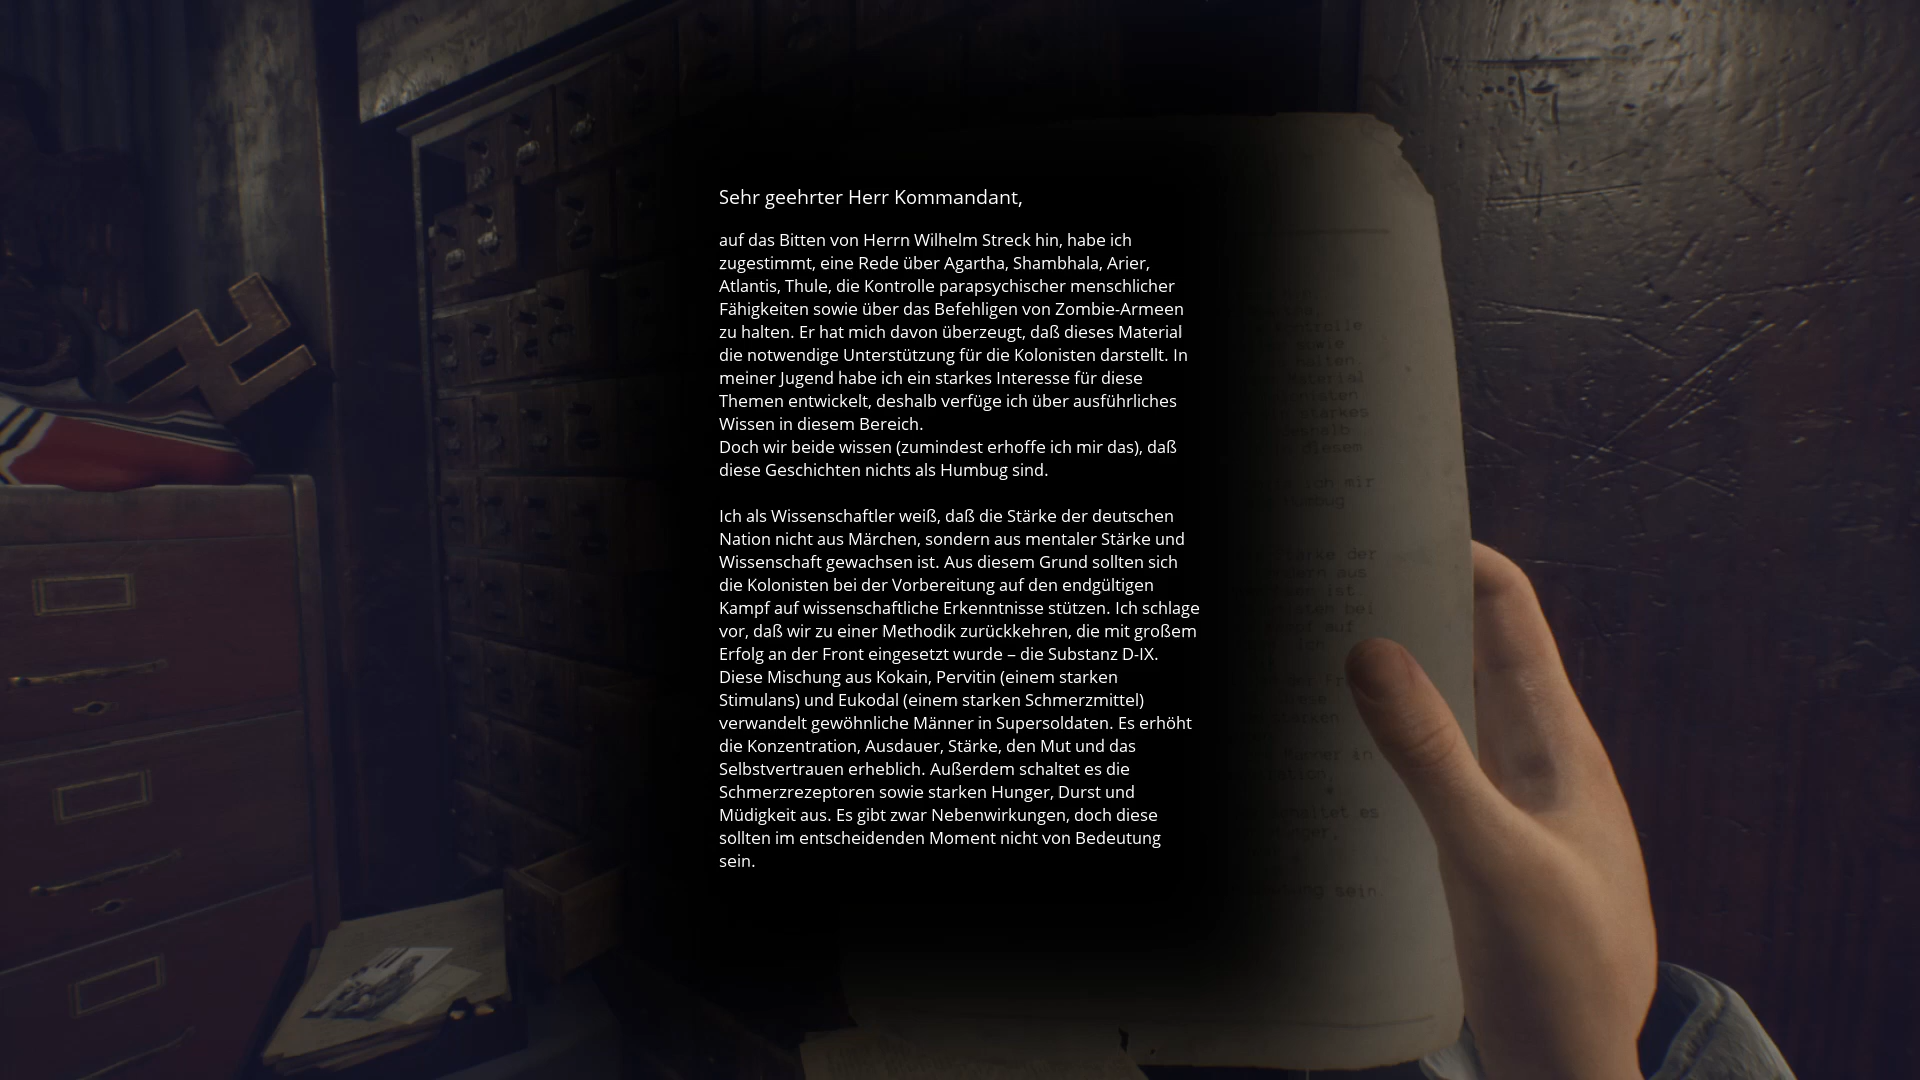 Sehr geehrter Herr Kommandant,
auf das Bitten von Herrn Wilhelm Streck hin, habe ich
zugestimmt, eine Rede über Agartha, Shambhala, Arier,
Atlantis, Thule, die Kontrolle parapsychischer menschlicher
Fähigkeiten sowie über das Befehligen von Zombie-Armeen
zu halten. Er hat mich davon überzeugt, daß dieses Material
die notwendige Unterstützung für die Kolonisten darstellt. In
meiner Jugend habe ich ein starkes Interesse für diese
Themen entwickelt, deshalb verfüge ich über ausführliches
Wissen in diesem Bereich.
Doch wir beide wissen (zumindest erhoffe ich mir das), daß
diese Geschichten nichts als Humbug sind.
Ich als Wissenschaftler weiß, daß die Stärke der deutschen
Nation nicht aus Märchen, sondern aus mentaler Stärke und
Wissenschaft gewachsen ist. Aus diesem Grund sollten sich
die Kolonisten bei der Vorbereitung auf den endgültigen
Kampf auf wissenschaftliche Erkenntnisse stützen. Ich schlage
vor, daß wir zu einer Methodik zurückkehren, die mit großem
Erfolg an der Front eingesetzt wurde – die Substanz D-IX.
Diese Mischung aus Kokain, Pervitin (einem starken
Stimulans) und Eukodal (einem starken Schmerzmittel)
verwandelt gewöhnliche Männer in Supersoldaten. Es erhöht
die Konzentration, Ausdauer, Stärke, den Mut und das
Selbstvertrauen erheblich. Außerdem schaltet es die
Schmerzrezeptoren sowie starken Hunger, Durst und
Müdigkeit aus. Es gibt zwar Nebenwirkungen, doch diese
sollten im entscheidenden Moment nicht von Bedeutung
sein.